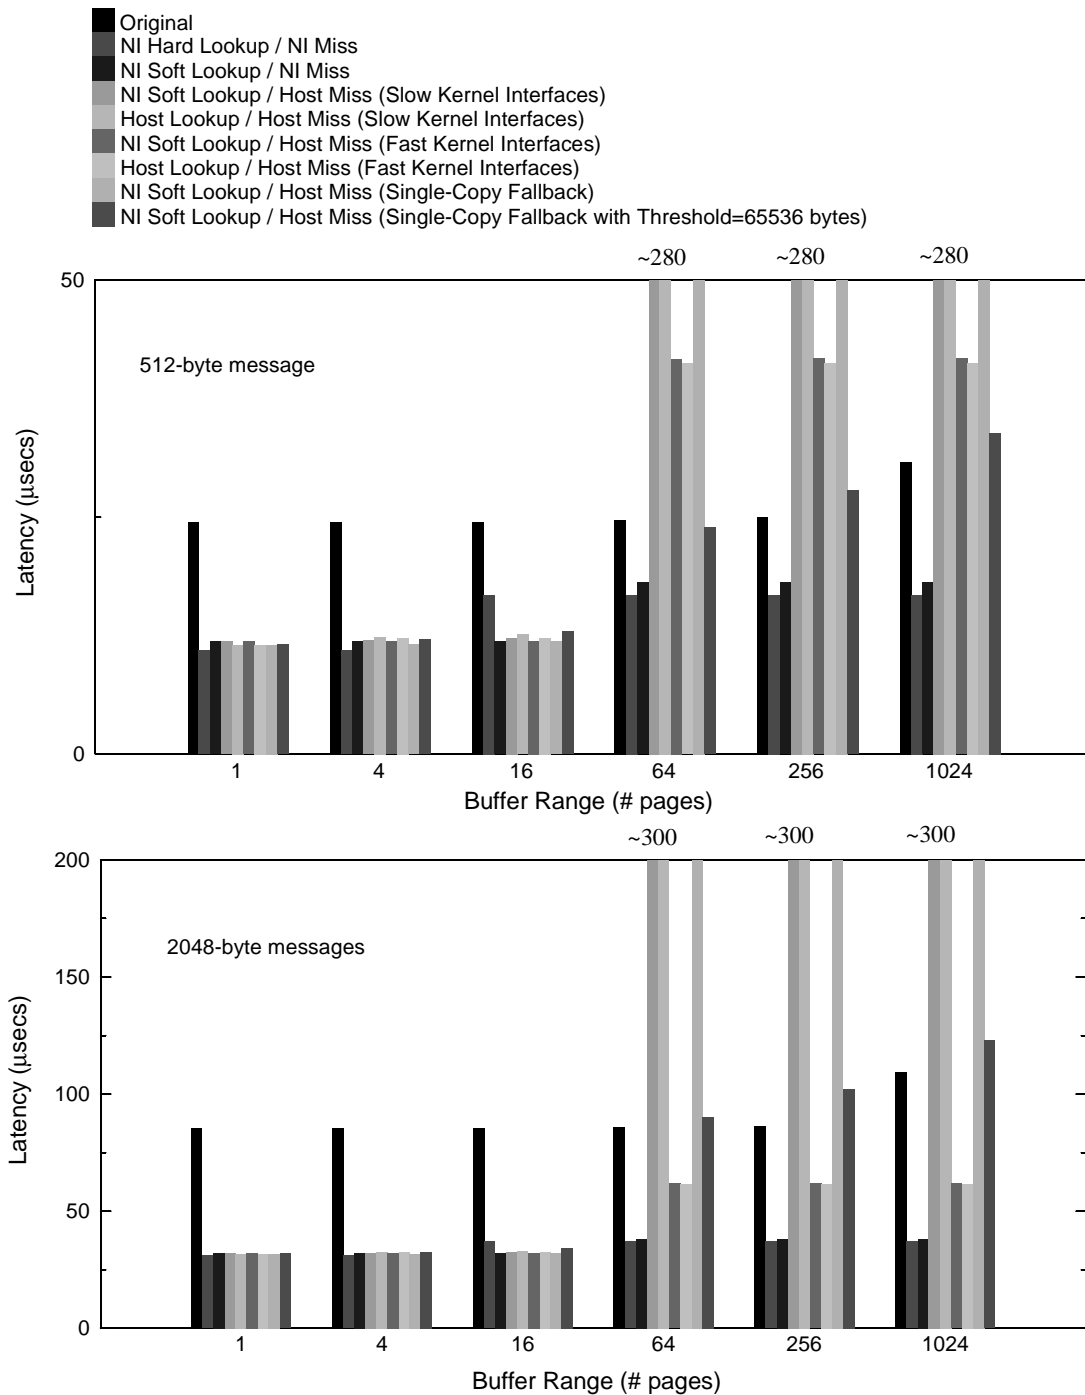 Original
NI Hard Lookup / NI Miss
NI Soft Lookup / NI Miss
NI Soft Lookup / Host Miss (Slow Kernel Interfaces)
Host Lookup / Host Miss (Slow Kernel Interfaces)
NI Soft Lookup / Host Miss (Fast Kernel Interfaces)
Host Lookup / Host Miss (Fast Kernel Interfaces)
NI Soft Lookup / Host Miss (Single-Copy Fallback)
NI Soft Lookup / Host Miss (Single-Copy Fallback with Threshold=65536 bytes)
~280 ~280 ~280
50
512-byte message
Latency (µsecs)
0
1 4 16 64 256 1024
Buffer Range (# pages)
~300 ~300 ~300
200
2048-byte messages
150
Latency (µsecs)
100
50
0
1 4 16 64 256 1024
Buffer Range (# pages)